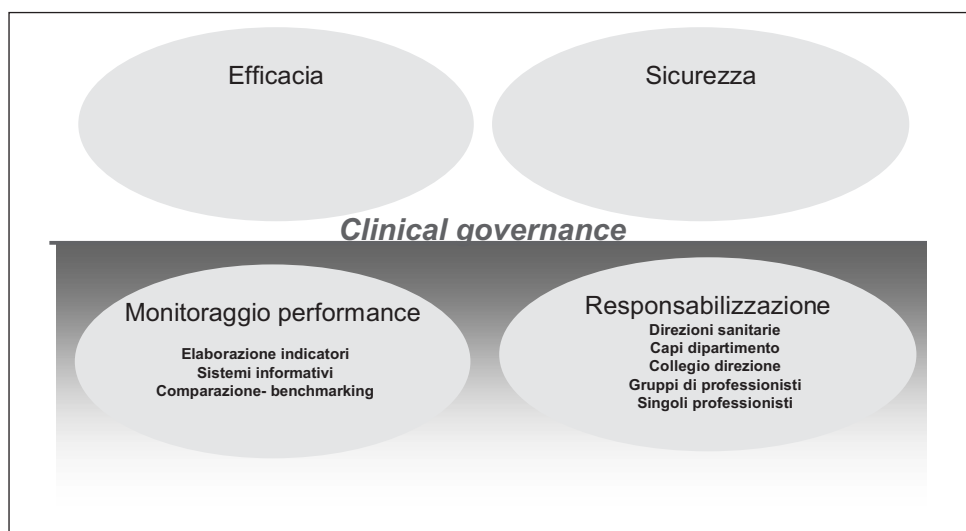 Efficacia
Sicurezza
Clinical governance
Monitoraggio performance
Elaborazione indicatori
Sistemi informativi
Comparazione- benchmarking
Responsabilizzazione
Direzioni sanitarie
Capi dipartimento
Collegio direzione
Gruppi di professionisti
Singoli professionisti